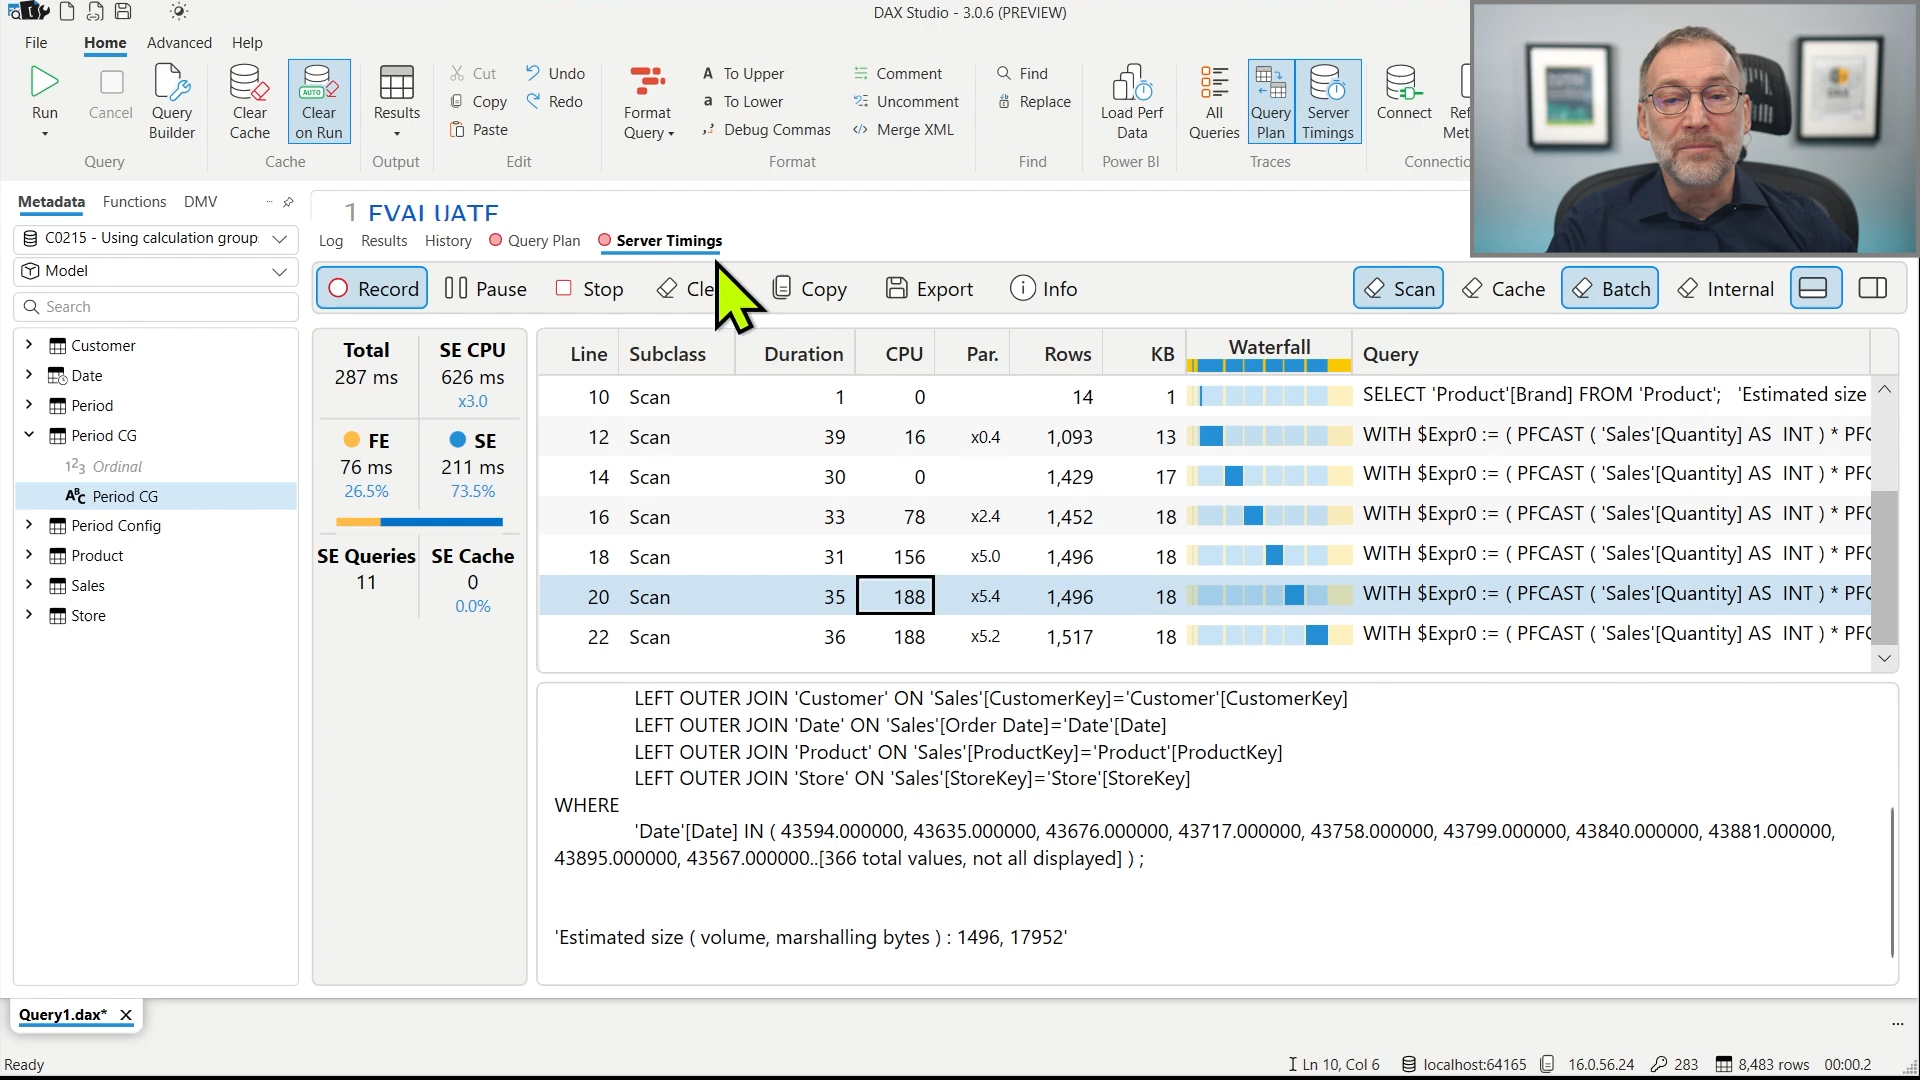 DAX Studio - 3.0.6 (PREVIEW)
File Home Advanced Help
Run
Cancel
Query Builder
Query
Clear Cache
Clear on Run
Cache
Results
Output
Cut
Copy
Paste
Undo
Redo
Edit
Format Query
To Upper
To Lower
Debug Commas
Comment
Uncomment
Merge XML
Format
Find
Replace
Find
Load Perf Data
Power BI
All Queries
Query Plan
Server Timings
Traces
Connect
Metadata Functions DMV
C0215 - Using calculation group
Model
Search
Customer
Date
Period
Period CG
Ordinal
Period CG
Period Config
Product
Sales
Store
1 EVALUATE
Log Results History Query Plan Server Timings
Record Pause Stop Cle Copy Export Info Scan Cache Batch Internal
Total
287 ms
SE CPU
626 ms
x3.0
FE
76 ms
26.5%
SE
211 ms
73.5%
SE Queries
11
SE Cache
0
0.0%
Line Subclass Duration CPU Par. Rows KB Waterfall Query
10 Scan 1 0 14 1 SELECT 'Product'[Brand] FROM 'Product'; 'Estimated size
12 Scan 39 16 x0.4 1,093 13 WITH $Expr0 := ( PFCAST ( 'Sales'[Quantity] AS INT ) * PFC
14 Scan 30 0 1,429 17 WITH $Expr0 := ( PFCAST ( 'Sales'[Quantity] AS INT ) * PFC
16 Scan 33 78 x2.4 1,452 18 WITH $Expr0 := ( PFCAST ( 'Sales'[Quantity] AS INT ) * PFC
18 Scan 31 156 x5.0 1,496 18 WITH $Expr0 := ( PFCAST ( 'Sales'[Quantity] AS INT ) * PFC
20 Scan 35 188 x5.4 1,496 18 WITH $Expr0 := ( PFCAST ( 'Sales'[Quantity] AS INT ) * PFC
22 Scan 36 188 x5.2 1,517 18 WITH $Expr0 := ( PFCAST ( 'Sales'[Quantity] AS INT ) * PFC
LEFT OUTER JOIN 'Customer' ON 'Sales'[CustomerKey]='Customer'[CustomerKey]
LEFT OUTER JOIN 'Date' ON 'Sales'[Order Date]='Date'[Date]
LEFT OUTER JOIN 'Product' ON 'Sales'[ProductKey]='Product'[ProductKey]
LEFT OUTER JOIN 'Store' ON 'Sales'[StoreKey]='Store'[StoreKey]
WHERE
'Date'[Date] IN ( 43594.000000, 43635.000000, 43676.000000, 43717.000000, 43758.000000, 43799.000000, 43840.000000, 43881.000000,
43895.000000, 43567.000000..[366 total values, not all displayed] ) ;
'Estimated size ( volume, marshalling bytes ) : 1496, 17952'
Query1.dax*
Ready Ln 10, Col 6 localhost:64165 16.0.56.24 283 8,483 rows 00:00.2